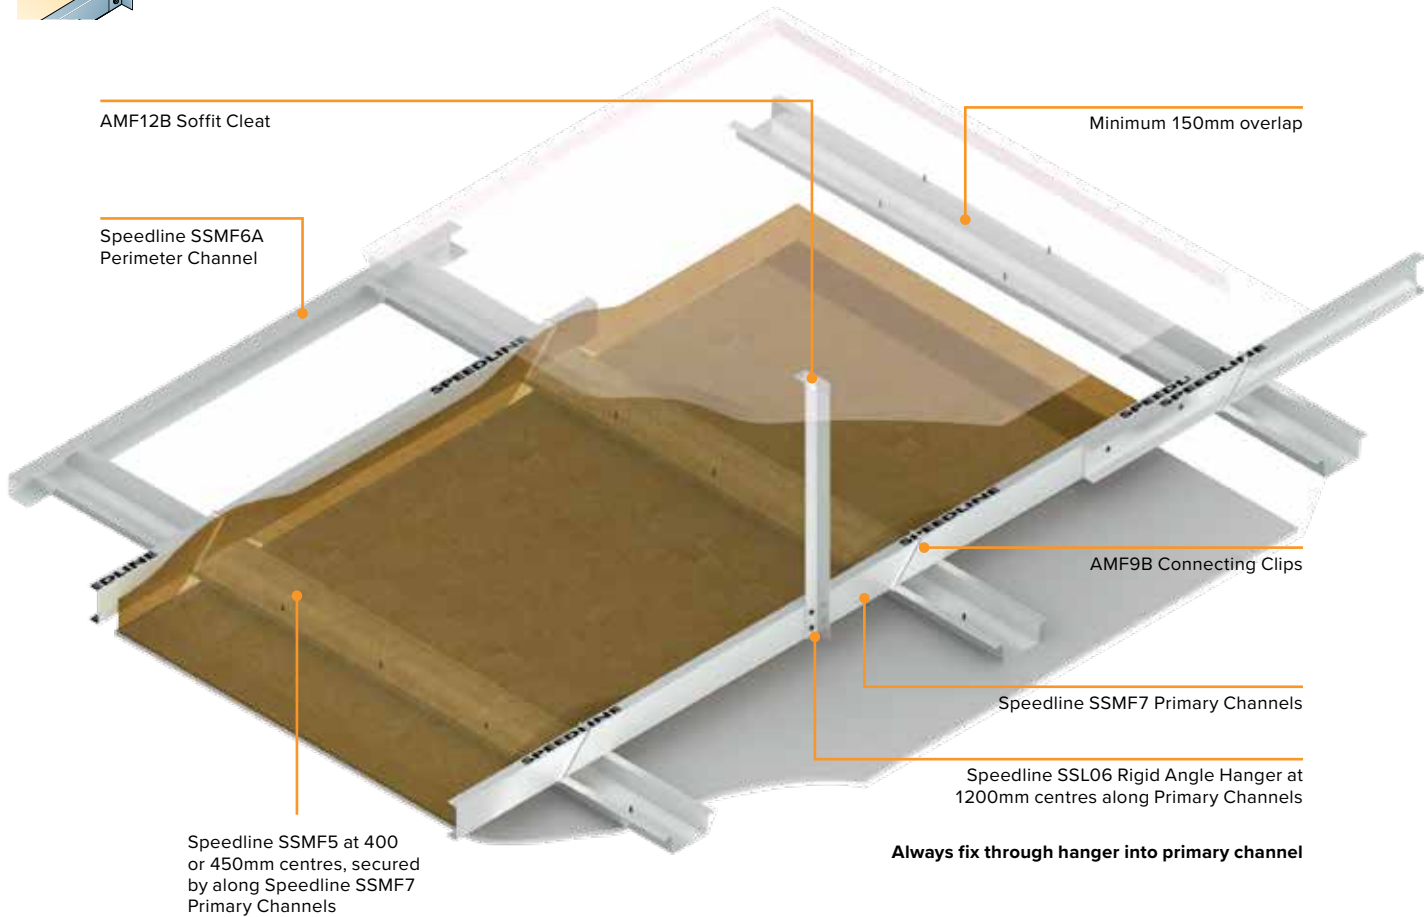 AMF12B Soffit Cleat
Minimum 150mm overlap
Speedline SSMF6A
Perimeter Channel
SPEEDLINE
SPEEDLI
SPEEDLINE
SPEEDLINE
EDLINE
AMF9B Connecting Clips
Speedline SSMF7 Primary Channels
SPEEDLINE
Speedline SSL06 Rigid Angle Hanger at
1200mm centres along Primary Channels
Speedline SSMF5 at 400
or 450mm centres, secured
by along Speedline SSMF7
Primary Channels
Always fix through hanger into primary channel